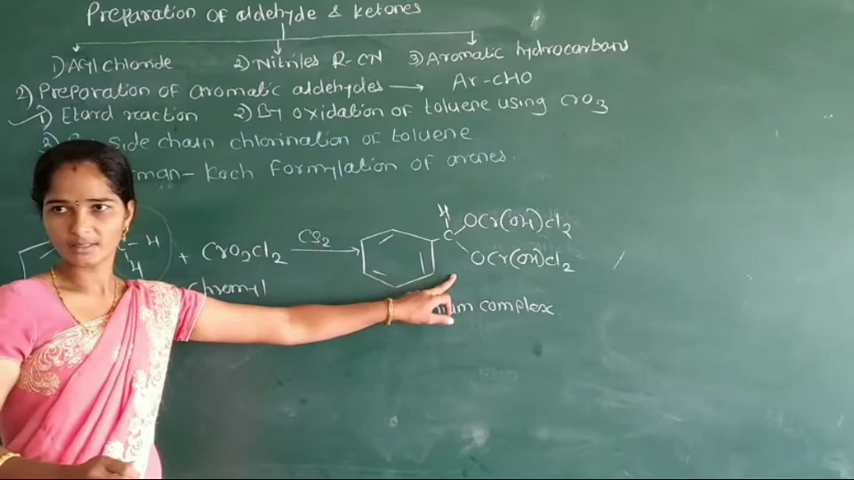 Preparation of aldehyde & ketones
1) Acyl chloride 2) Nitriles R-CN 3) Aromatic hydrocarbons
2) Preparation of aromatic aldehydes → Ar-CHO
1) Etard reaction 2) By oxidation of toluene using CrO3
side chain chlorination of toluene
Koch Formylation of arenes.
H OCr(OH)Cl2
H + CrO2Cl2 CS2 → C
H OCr(OH)Cl2
Chromyl complex